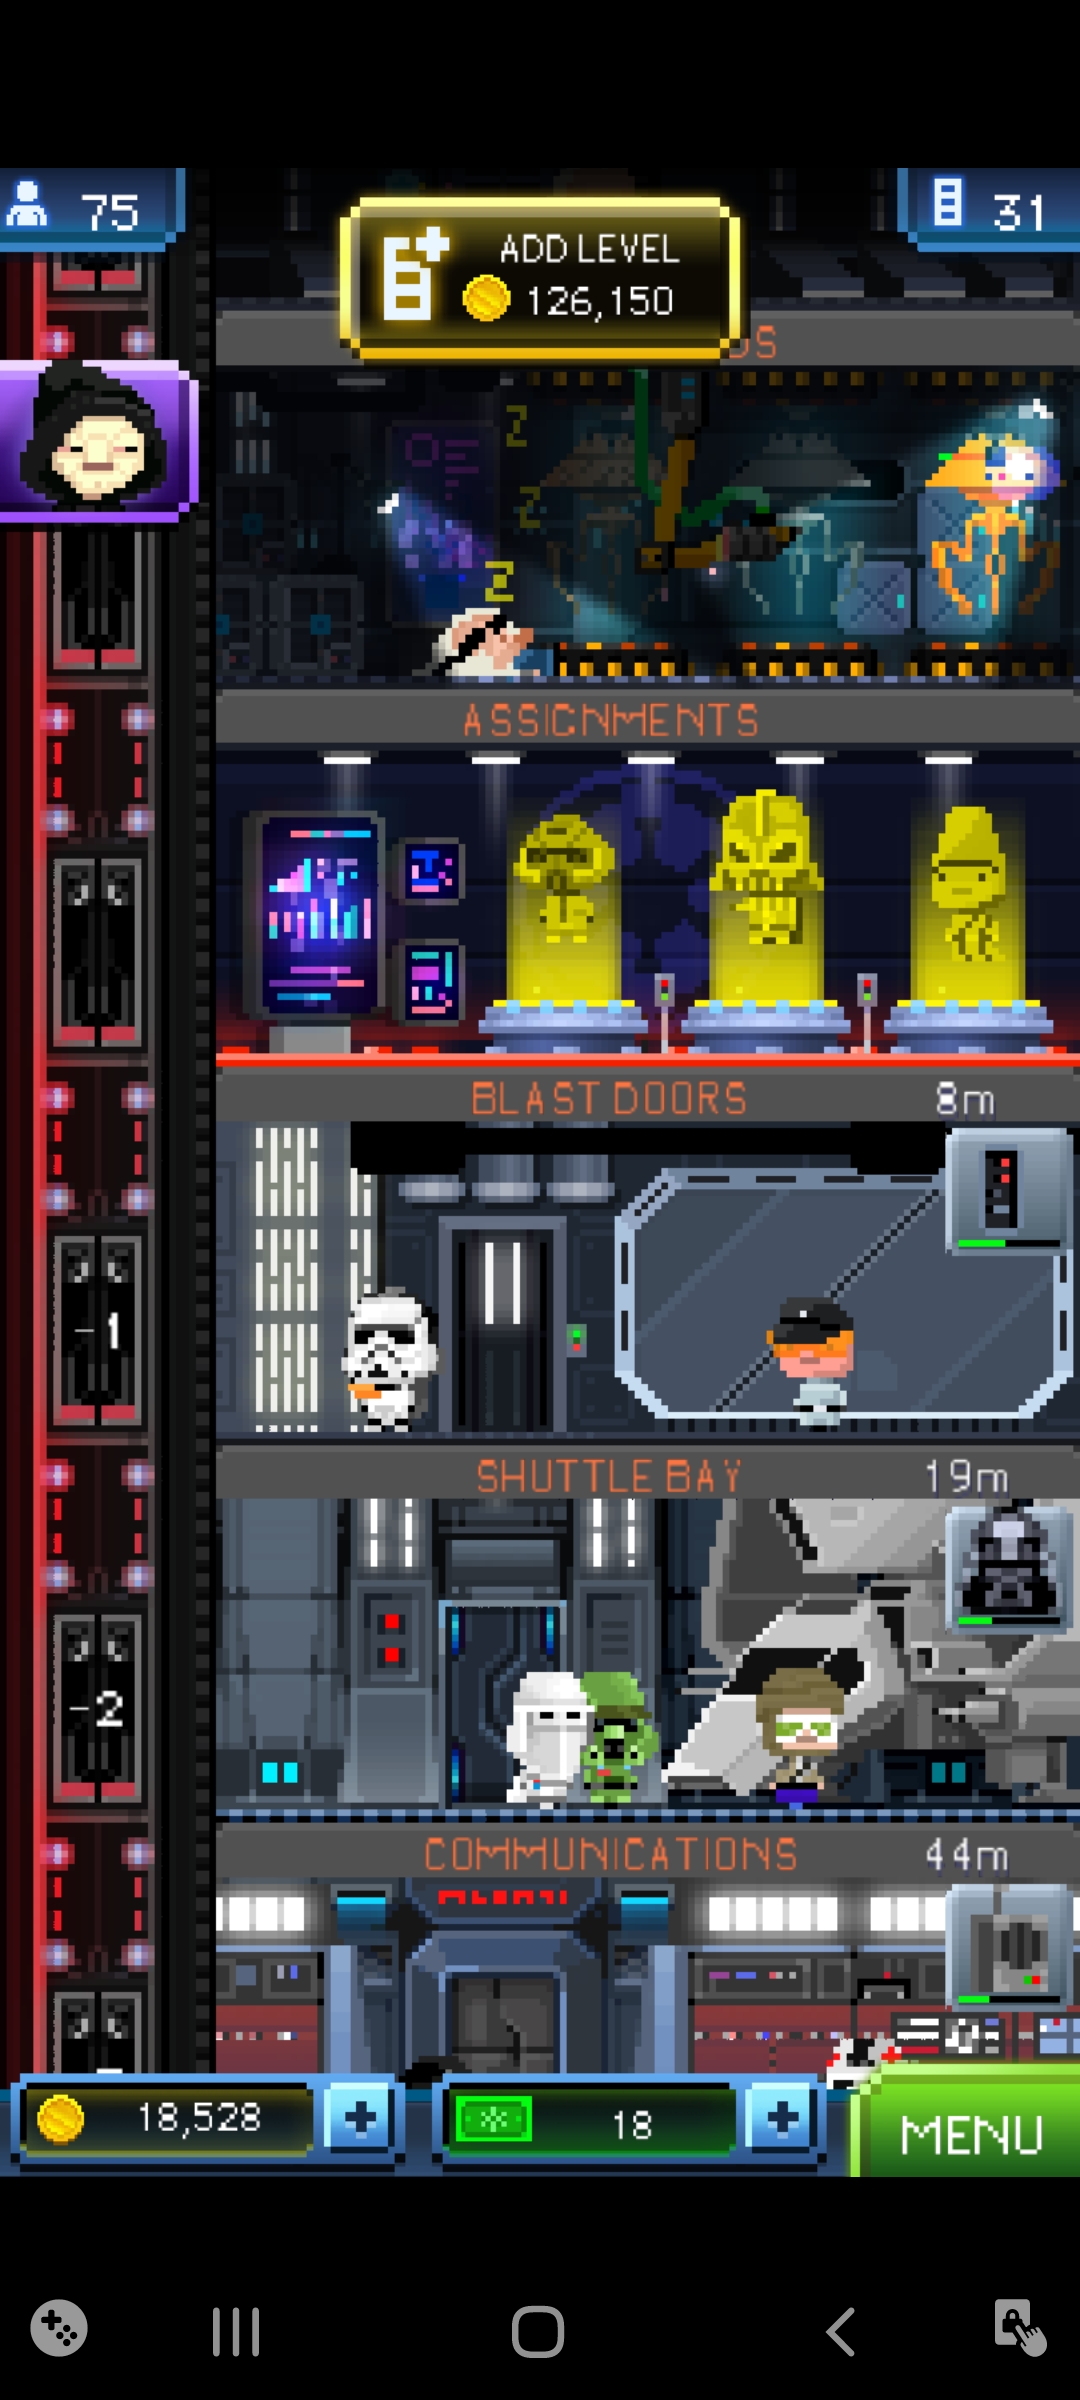 75
ADD LEVEL
126,150
31
Z
Z
Z
ASSIGNMENTS
BLAST DOORS 8m
-1
SHUTTLE BAY 19m
-2
COMMUNICATIONS 44m
18,528
+
18
+
MENU